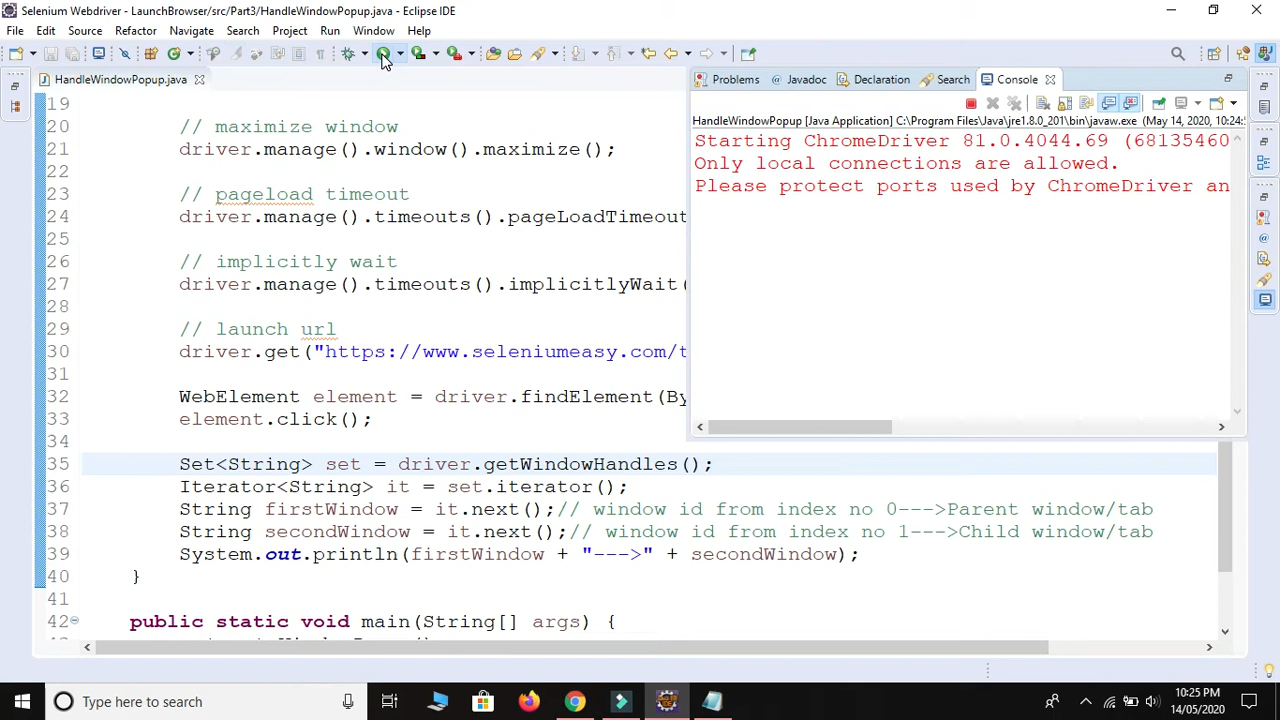 Selenium Webdriver - LaunchBrowser/src/Part3/HandleWindowPopup.java - Eclipse IDE
File Edit Source Refactor Navigate Search Project Run Window Help
HandleWindowPopup.java
19
20 // maximize window
21 driver.manage().window().maximize();
22
23 // pageload timeout
24 driver.manage().timeouts().pageLoadTimeout
25
26 // implicitly wait
27 driver.manage().timeouts().implicitlyWait(
28
29 // launch url
30 driver.get("https://www.seleniumeasy.com/t
31
32 WebElement element = driver.findElement(By
33 element.click();
34
35 Set<String> set = driver.getWindowHandles();
36 Iterator<String> it = set.iterator();
37 String firstWindow = it.next();// window id from index no 0--->Parent window/tab
38 String secondWindow = it.next();// window id from index no 1--->Child window/tab
39 System.out.println(firstWindow + "--->" + secondWindow);
40 }
41
42 public static void main(String[] args) {
Problems @ Javadoc Declaration Search Console
HandleWindowPopup [Java Application] C:\Program Files\Java\jre1.8.0_201\bin\javaw.exe (May 14, 2020, 10:24:5
Starting ChromeDriver 81.0.4044.69 (68135460
Only local connections are allowed.
Please protect ports used by ChromeDriver an
Type here to search
10:25 PM
14/05/2020